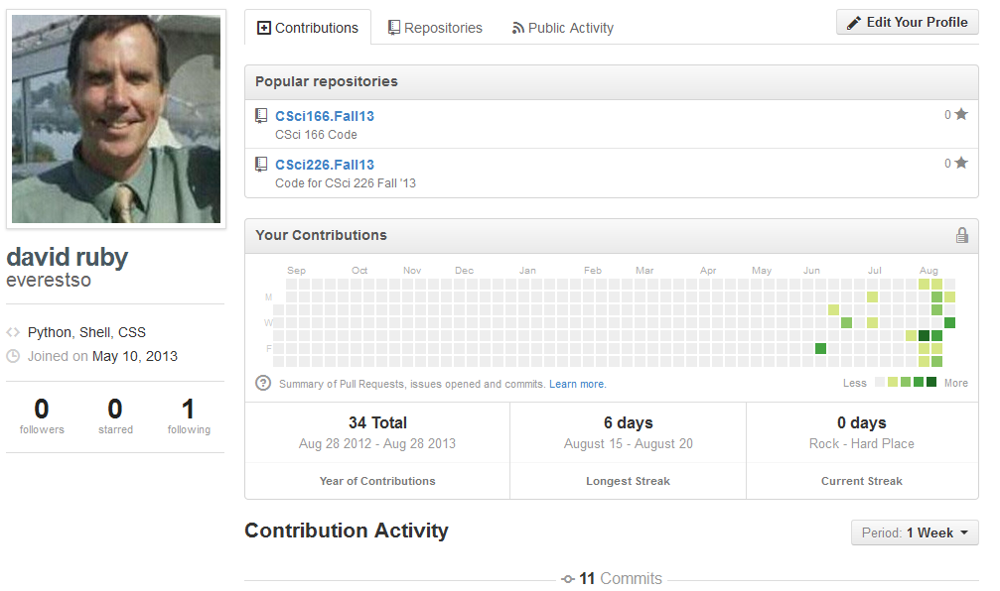 Contributions
Repositories
Public Activity
Edit Your Profile
Popular repositories
CSci166.Fall13
0
CSci 166 Code
CSci226.Fall13
0
Code for CSci 226 Fall '13
david ruby
everestso
Python, Shell, CSS
Joined on May 10, 2013
0 followers
0 starred
1 following
Your Contributions
Sep Oct Nov Dec Jan Feb Mar Apr May Jun Jul Aug
M
W
F
? Summary of Pull Requests, issues opened and commits. Learn more.
Less More
34 Total
Aug 28 2012 - Aug 28 2013
Year of Contributions
6 days
August 15 - August 20
Longest Streak
0 days
Rock - Hard Place
Current Streak
Contribution Activity
Period: 1 Week
11 Commits